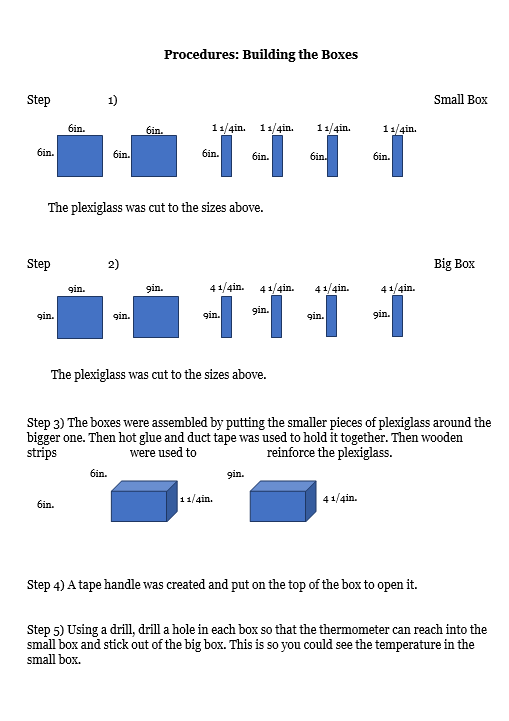 Procedures: Building the Boxes
Step 1) Small Box
6in. 6in. 1 1/4in. 1 1/4in. 1 1/4in. 1 1/4in.
6in. 6in. 6in. 6in. 6in. 6in.
The plexiglass was cut to the sizes above.
Step 2) Big Box
9in. 9in. 4 1/4in. 4 1/4in. 4 1/4in. 4 1/4in.
9in. 9in. 9in. 9in. 9in. 9in.
The plexiglass was cut to the sizes above.
Step 3) The boxes were assembled by putting the smaller pieces of plexiglass around the
bigger one. Then hot glue and duct tape was used to hold it together. Then wooden
strips were used to reinforce the plexiglass.
6in. 9in.
6in. 1 1/4in. 4 1/4in.
Step 4) A tape handle was created and put on the top of the box to open it.
Step 5) Using a drill, drill a hole in each box so that the thermometer can reach into the
small box and stick out of the big box. This is so you could see the temperature in the
small box.